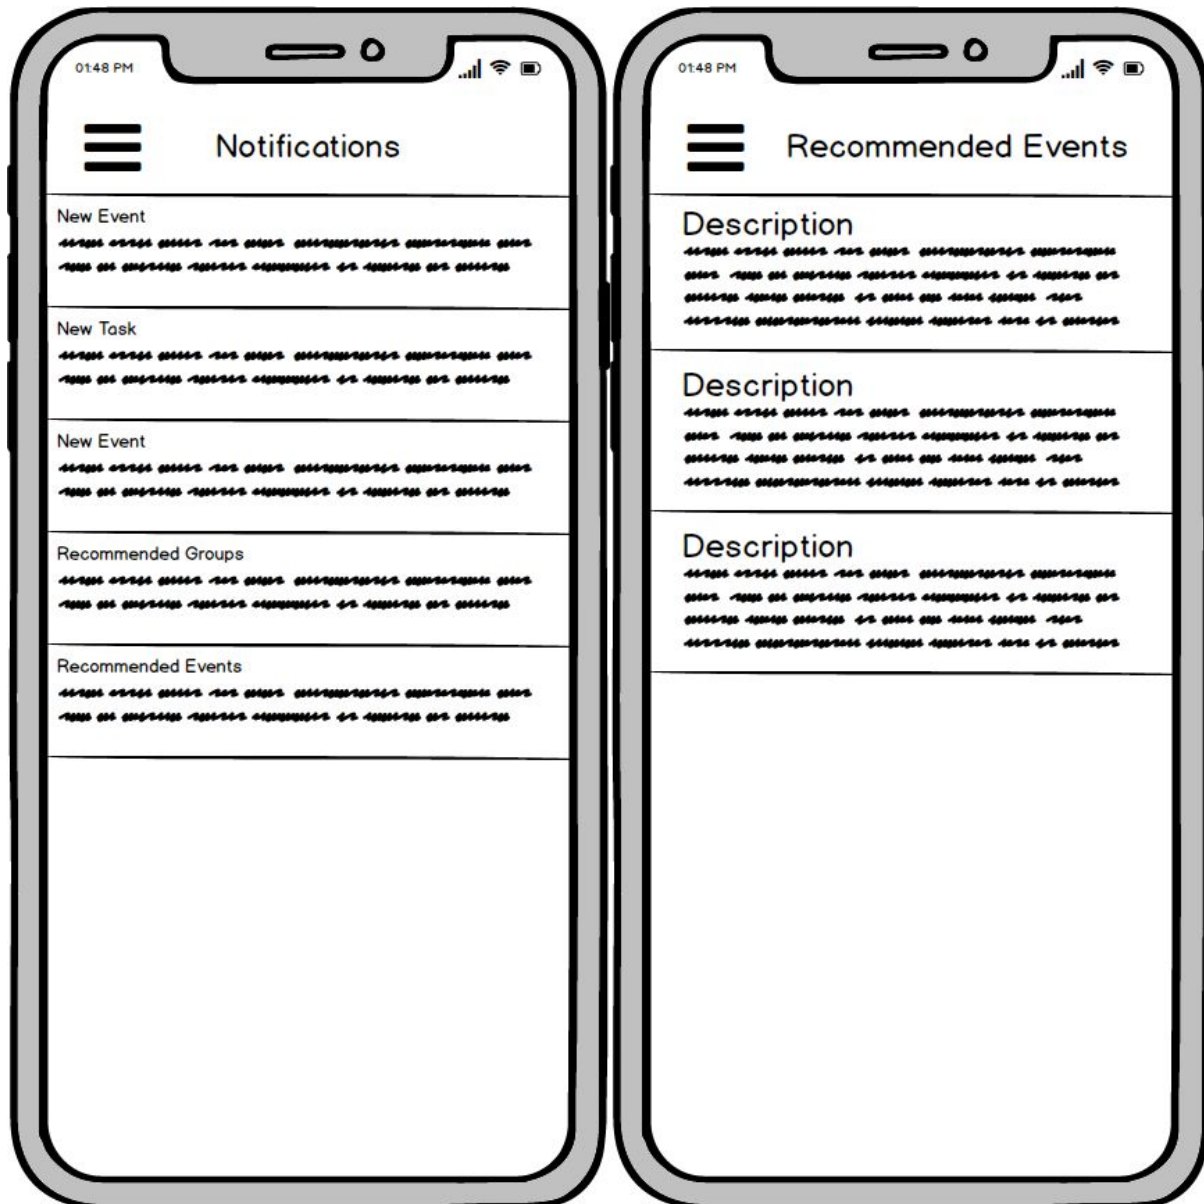 01:48 PM
Notifications
New Event
New Task
New Event
Recommended Groups
Recommended Events
01:48 PM
Recommended Events
Description
Description
Description